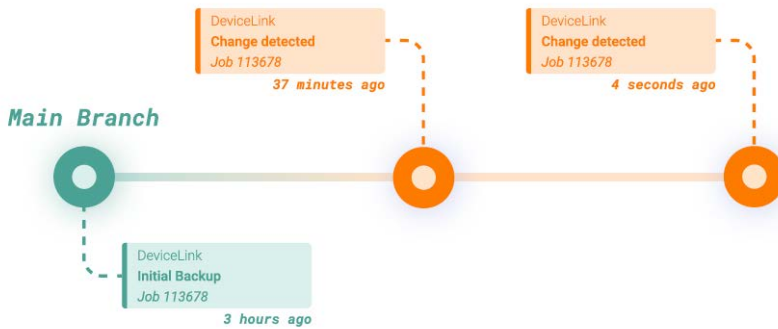 DeviceLink
Change detected
Job 113678
37 minutes ago
DeviceLink
Change detected
Job 113678
4 seconds ago
Main Branch
DeviceLink
Initial Backup
Job 113678
3 hours ago